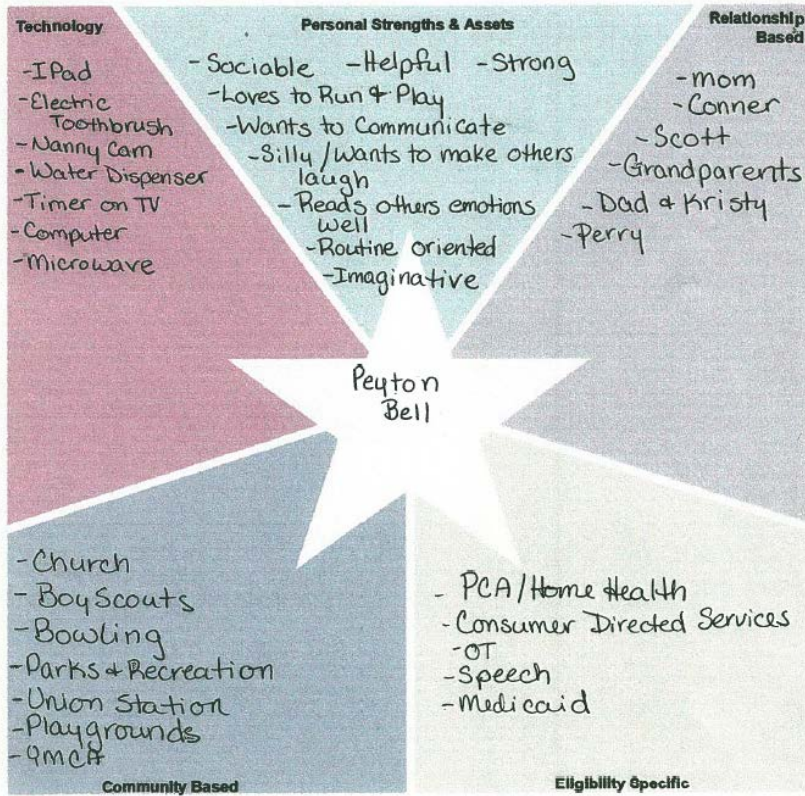 Technology
-IPad
-Electric
Toothbrush
-Nanny Cam
-Water Dispenser
-Timer on TV
-Computer
-Microwave
Personal Strengths & Assets
-Sociable -Helpful -Strong
-Loves to Run & Play
-Wants to Communicate
-Silly/Wants to make others
laugh
-Reads others emotions
well
-Routine oriented
-Imaginative
Relationship
Based
-mom
-Conner
-Scott
-Grandparents
-Dad & Kristy
-Perry
Peyton
Bell
-Church
-Boy Scouts
-Bowling
-Parks & Recreation
-Union Station
-Playgrounds
-YMCA
Community Based
- PCA/Home Health
-Consumer Directed Services
-OT
-Speech
-Medicaid
Eligibility Specific